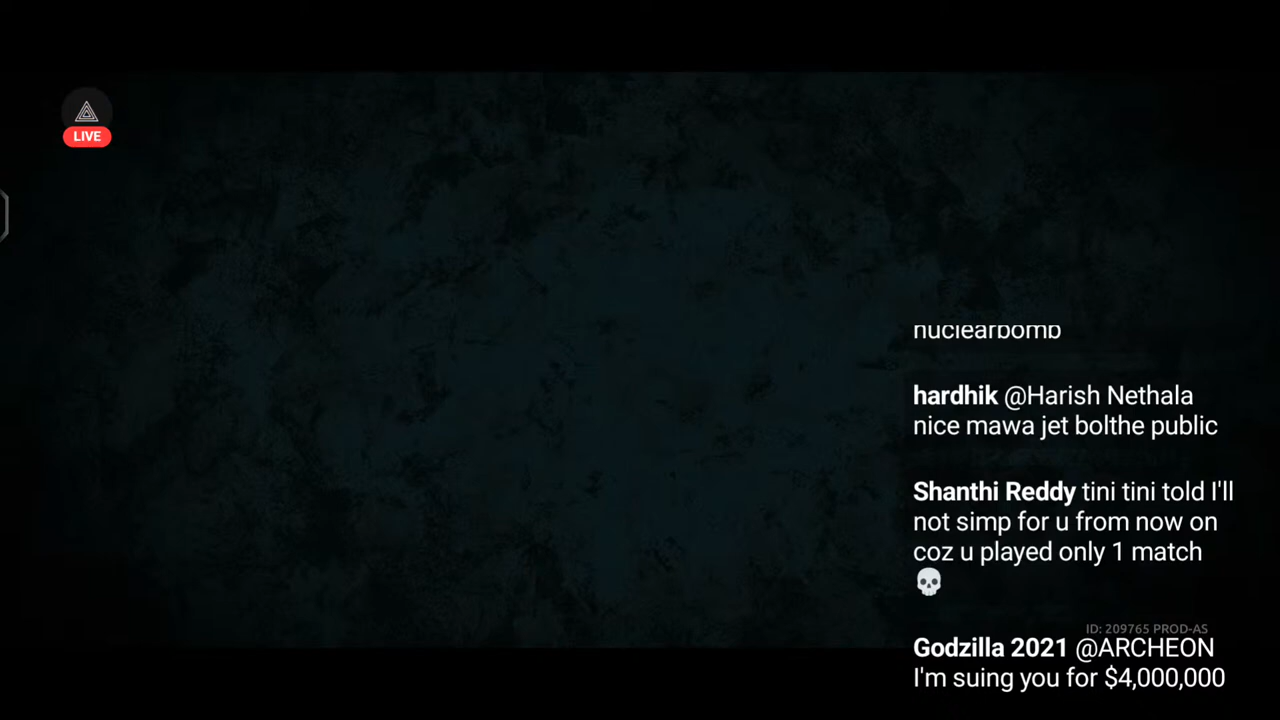 LIVE
nuclearbomb
hardhik @Harish Nethala
nice mawa jet bolthe public
Shanthi Reddy tini tini told I'll
not simp for u from now on
coz u played only 1 match
💀
ID: 209765 PROD-AS
Godzilla 2021 @ARCHEON
I'm suing you for $4,000,000